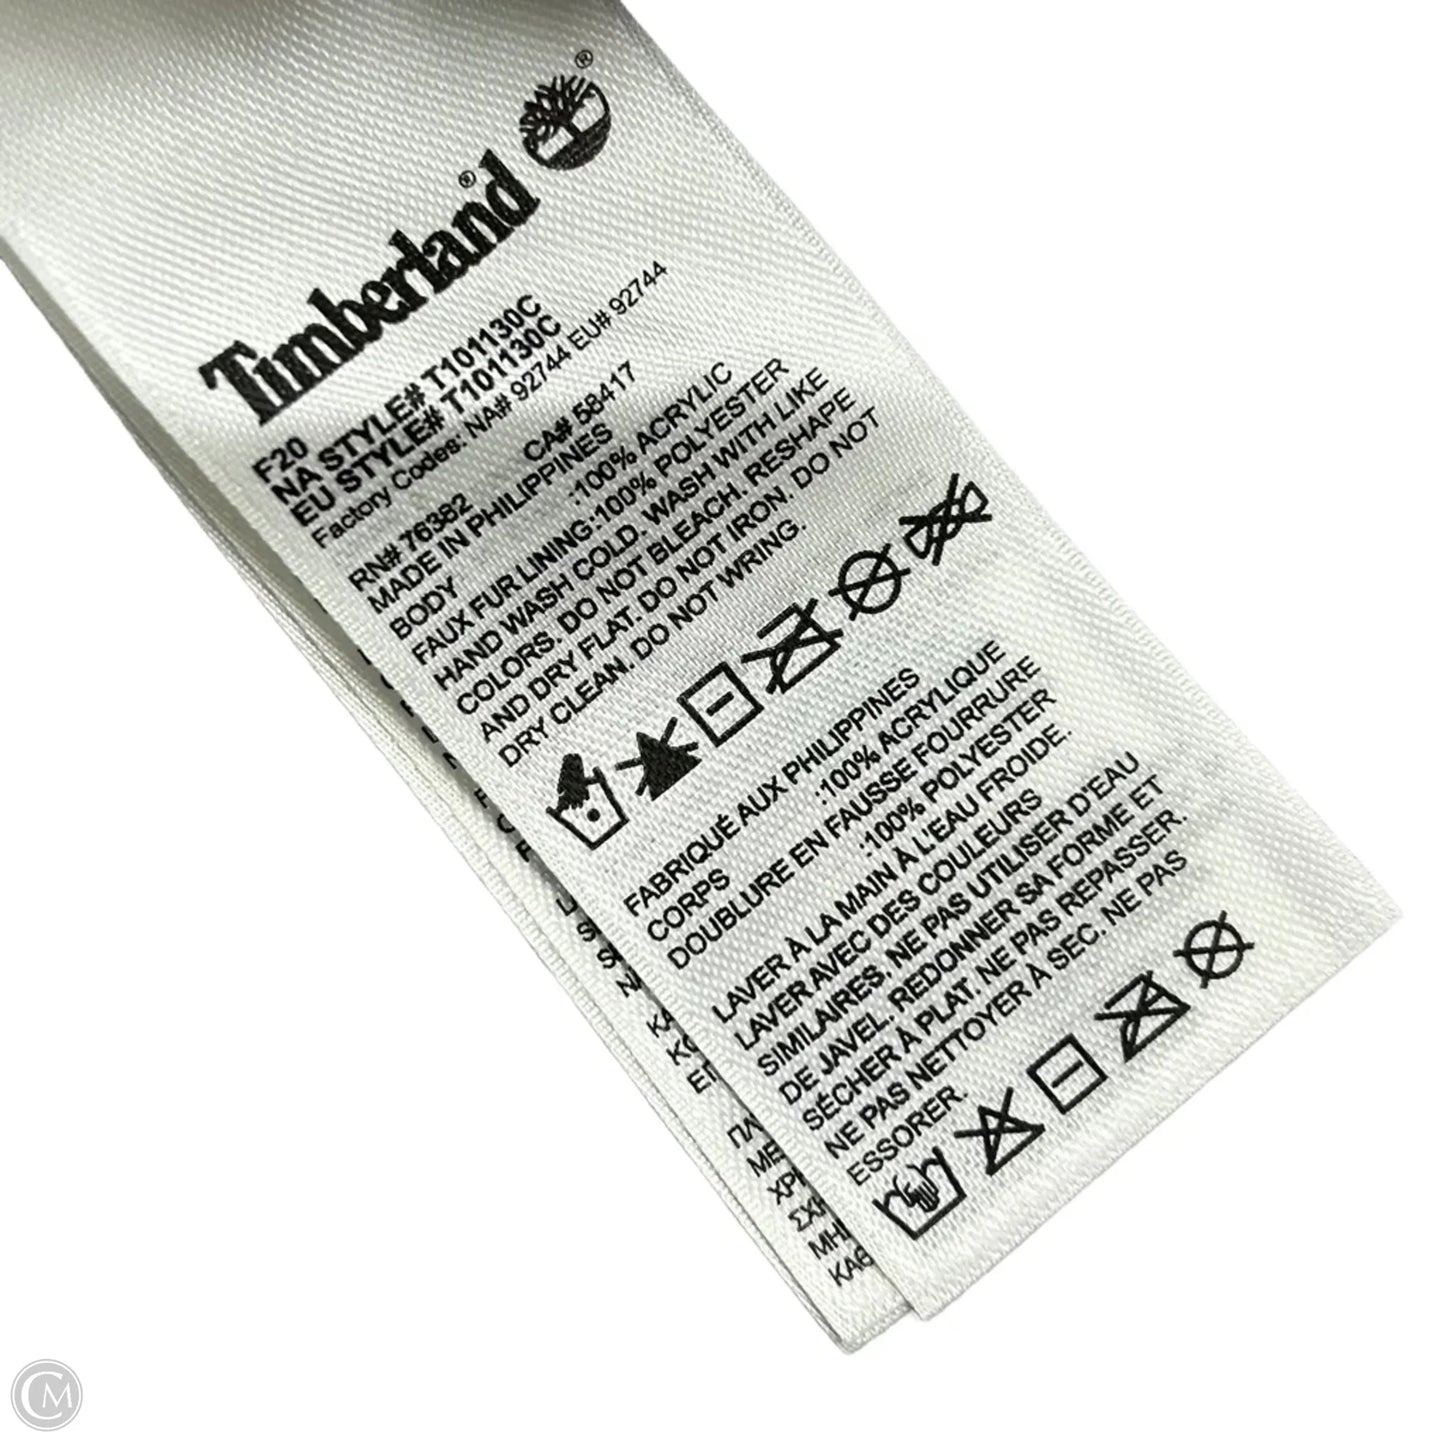 Timberland®
®
F20
NA STYLE# T101130C
EU STYLE# T101130C
Factory Codes: NA# 92744 EU# 92744
RN# 76382 CA# 58417
MADE IN PHILIPPINES
BODY :100% ACRYLIC
FAUX FUR LINING:100% POLYESTER
HAND WASH COLD. WASH WITH LIKE
COLORS. DO NOT BLEACH. RESHAPE
AND DRY FLAT. DO NOT IRON. DO NOT
DRY CLEAN. DO NOT WRING.
FABRIQUÉ AUX PHILIPPINES
CORPS :100% ACRYLIQUE
DOUBLURE EN FAUSSE FOURRURE
:100% POLYESTER
LAVER À LA MAIN À L'EAU FROIDE.
LAVER AVEC DES COULEURS
SIMILAIRES. NE PAS UTILISER D'EAU
DE JAVEL. REDONNER SA FORME ET
SÉCHER À PLAT. NE PAS REPASSER.
NE PAS NETTOYER À SEC. NE PAS
ESSORER.
CM